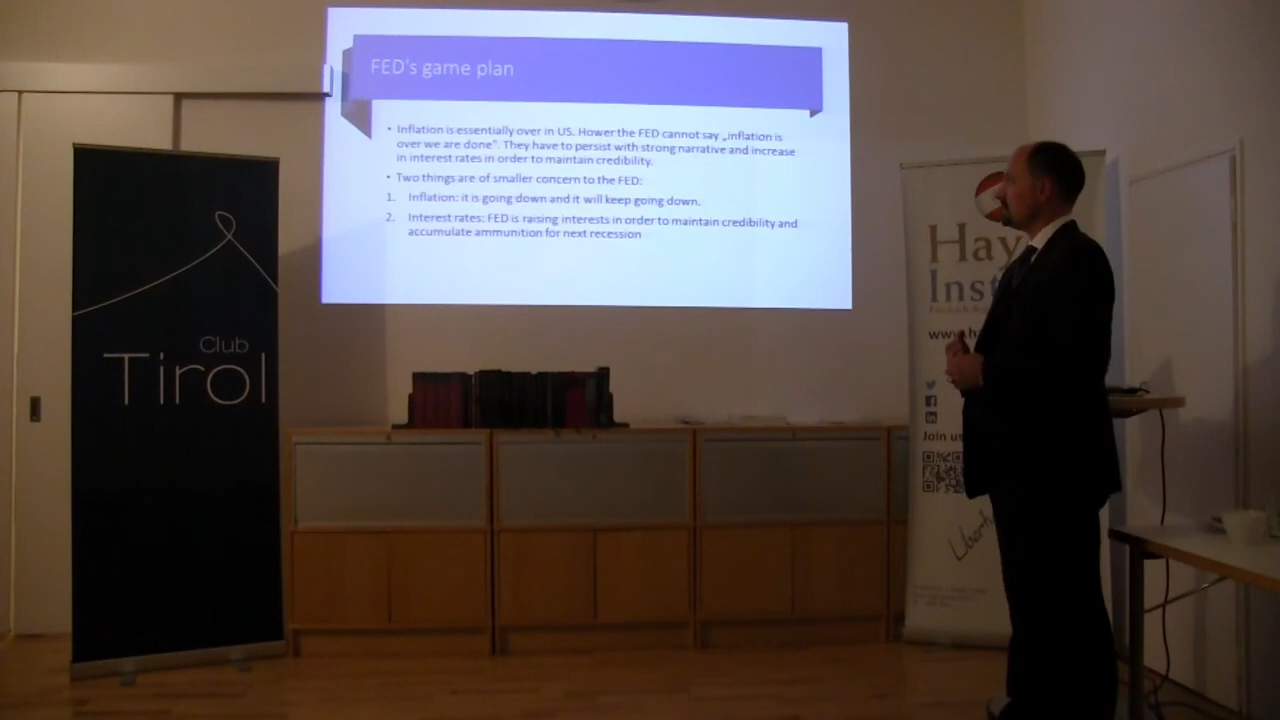 FED's game plan
• Inflation is essentially over in US. Hower the FED cannot say „inflation is
over we are done". They have to persist with strong narrative and increase
in interest rates in order to maintain credibility.
• Two things are of smaller concern to the FED:
1. Inflation: it is going down and it will keep going down.
2. Interest rates: FED is raising interests in order to maintain credibility and
accumulate ammunition for next recession
Club
Tirol
Hay
Inst
www.ha
Join us